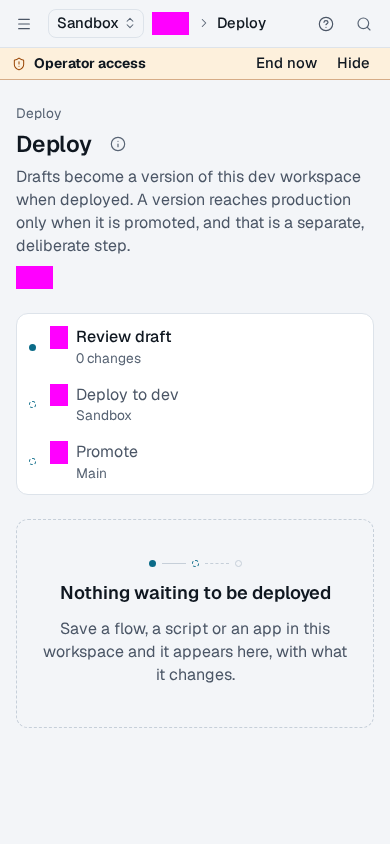 Sandbox
Deploy
Operator access
End now
Hide
Deploy
Deploy
Drafts become a version of this dev workspace
when deployed. A version reaches production
only when it is promoted, and that is a separate,
deliberate step.
Review draft
0 changes
Deploy to dev
Sandbox
Promote
Main
Nothing waiting to be deployed
Save a flow, a script or an app in this
workspace and it appears here, with what
it changes.